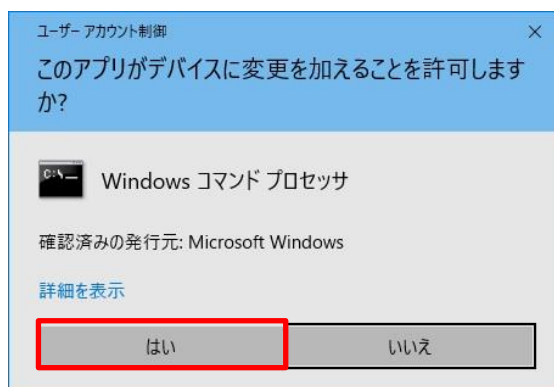 ユーザー アカウント制御
このアプリがデバイスに変更を加えることを許可します
か?
C:\
Windows コマンド プロセッサ
確認済みの発行元: Microsoft Windows
詳細を表示
はい
いいえ